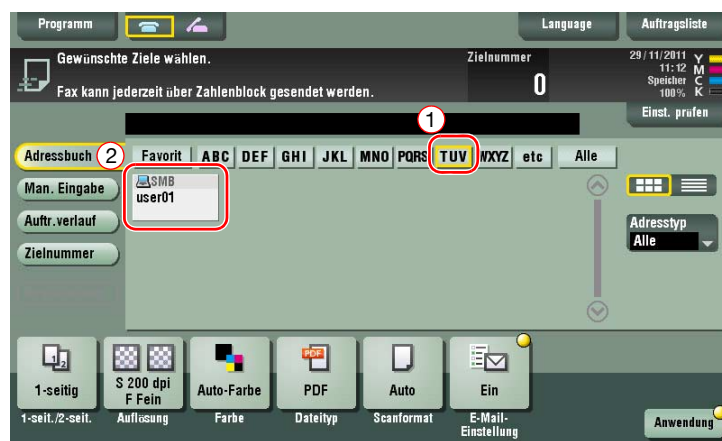 Programm
Language
Auftragsliste
Gewünschte Ziele wählen.
Fax kann jederzeit über Zahlenblock gesendet werden.
Zielnummer
0
29/11/2011
11:12
Speicher
100%
Y
M
C
K
Einst. prüfen
1
Adressbuch
2
Favorit ABC DEF GHI JKL MNO PQRS TUV WXYZ etc Alle
Man. Eingabe
SMB
user01
Auftr.verlauf
Adresstyp
Alle
Zielnummer
1-seitig
S 200 dpi
F Fein
Auto-Farbe
PDF
PDF
Auto
Ein
1-seit./2-seit.
Auflösung
Farbe
Dateityp
Scanformat
E-Mail-
Einstellung
Anwendung